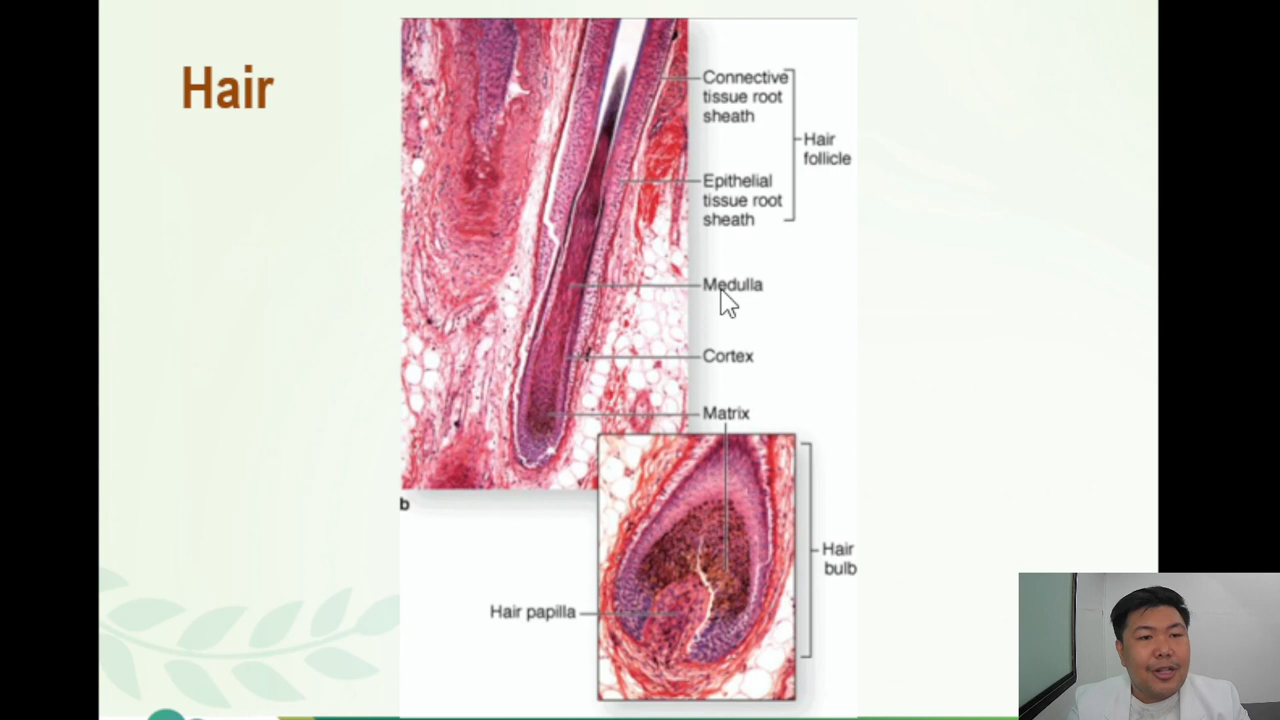 Hair
Connective
tissue root
sheath
Hair
follicle
Epithelial
tissue root
sheath
Medulla
Cortex
Matrix
b
Hair
bulb
Hair papilla